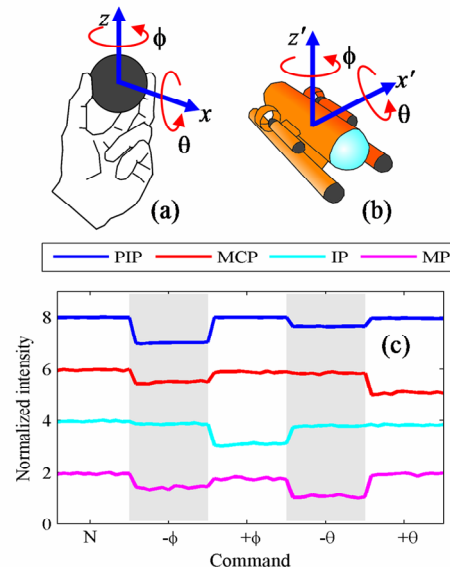 z
ϕ
x
θ
(a)
z'
ϕ
x'
θ
(b)
PIP MCP IP MP
(c)
Normalized intensity
8
6
4
2
0
N -ϕ +ϕ -θ +θ
Command